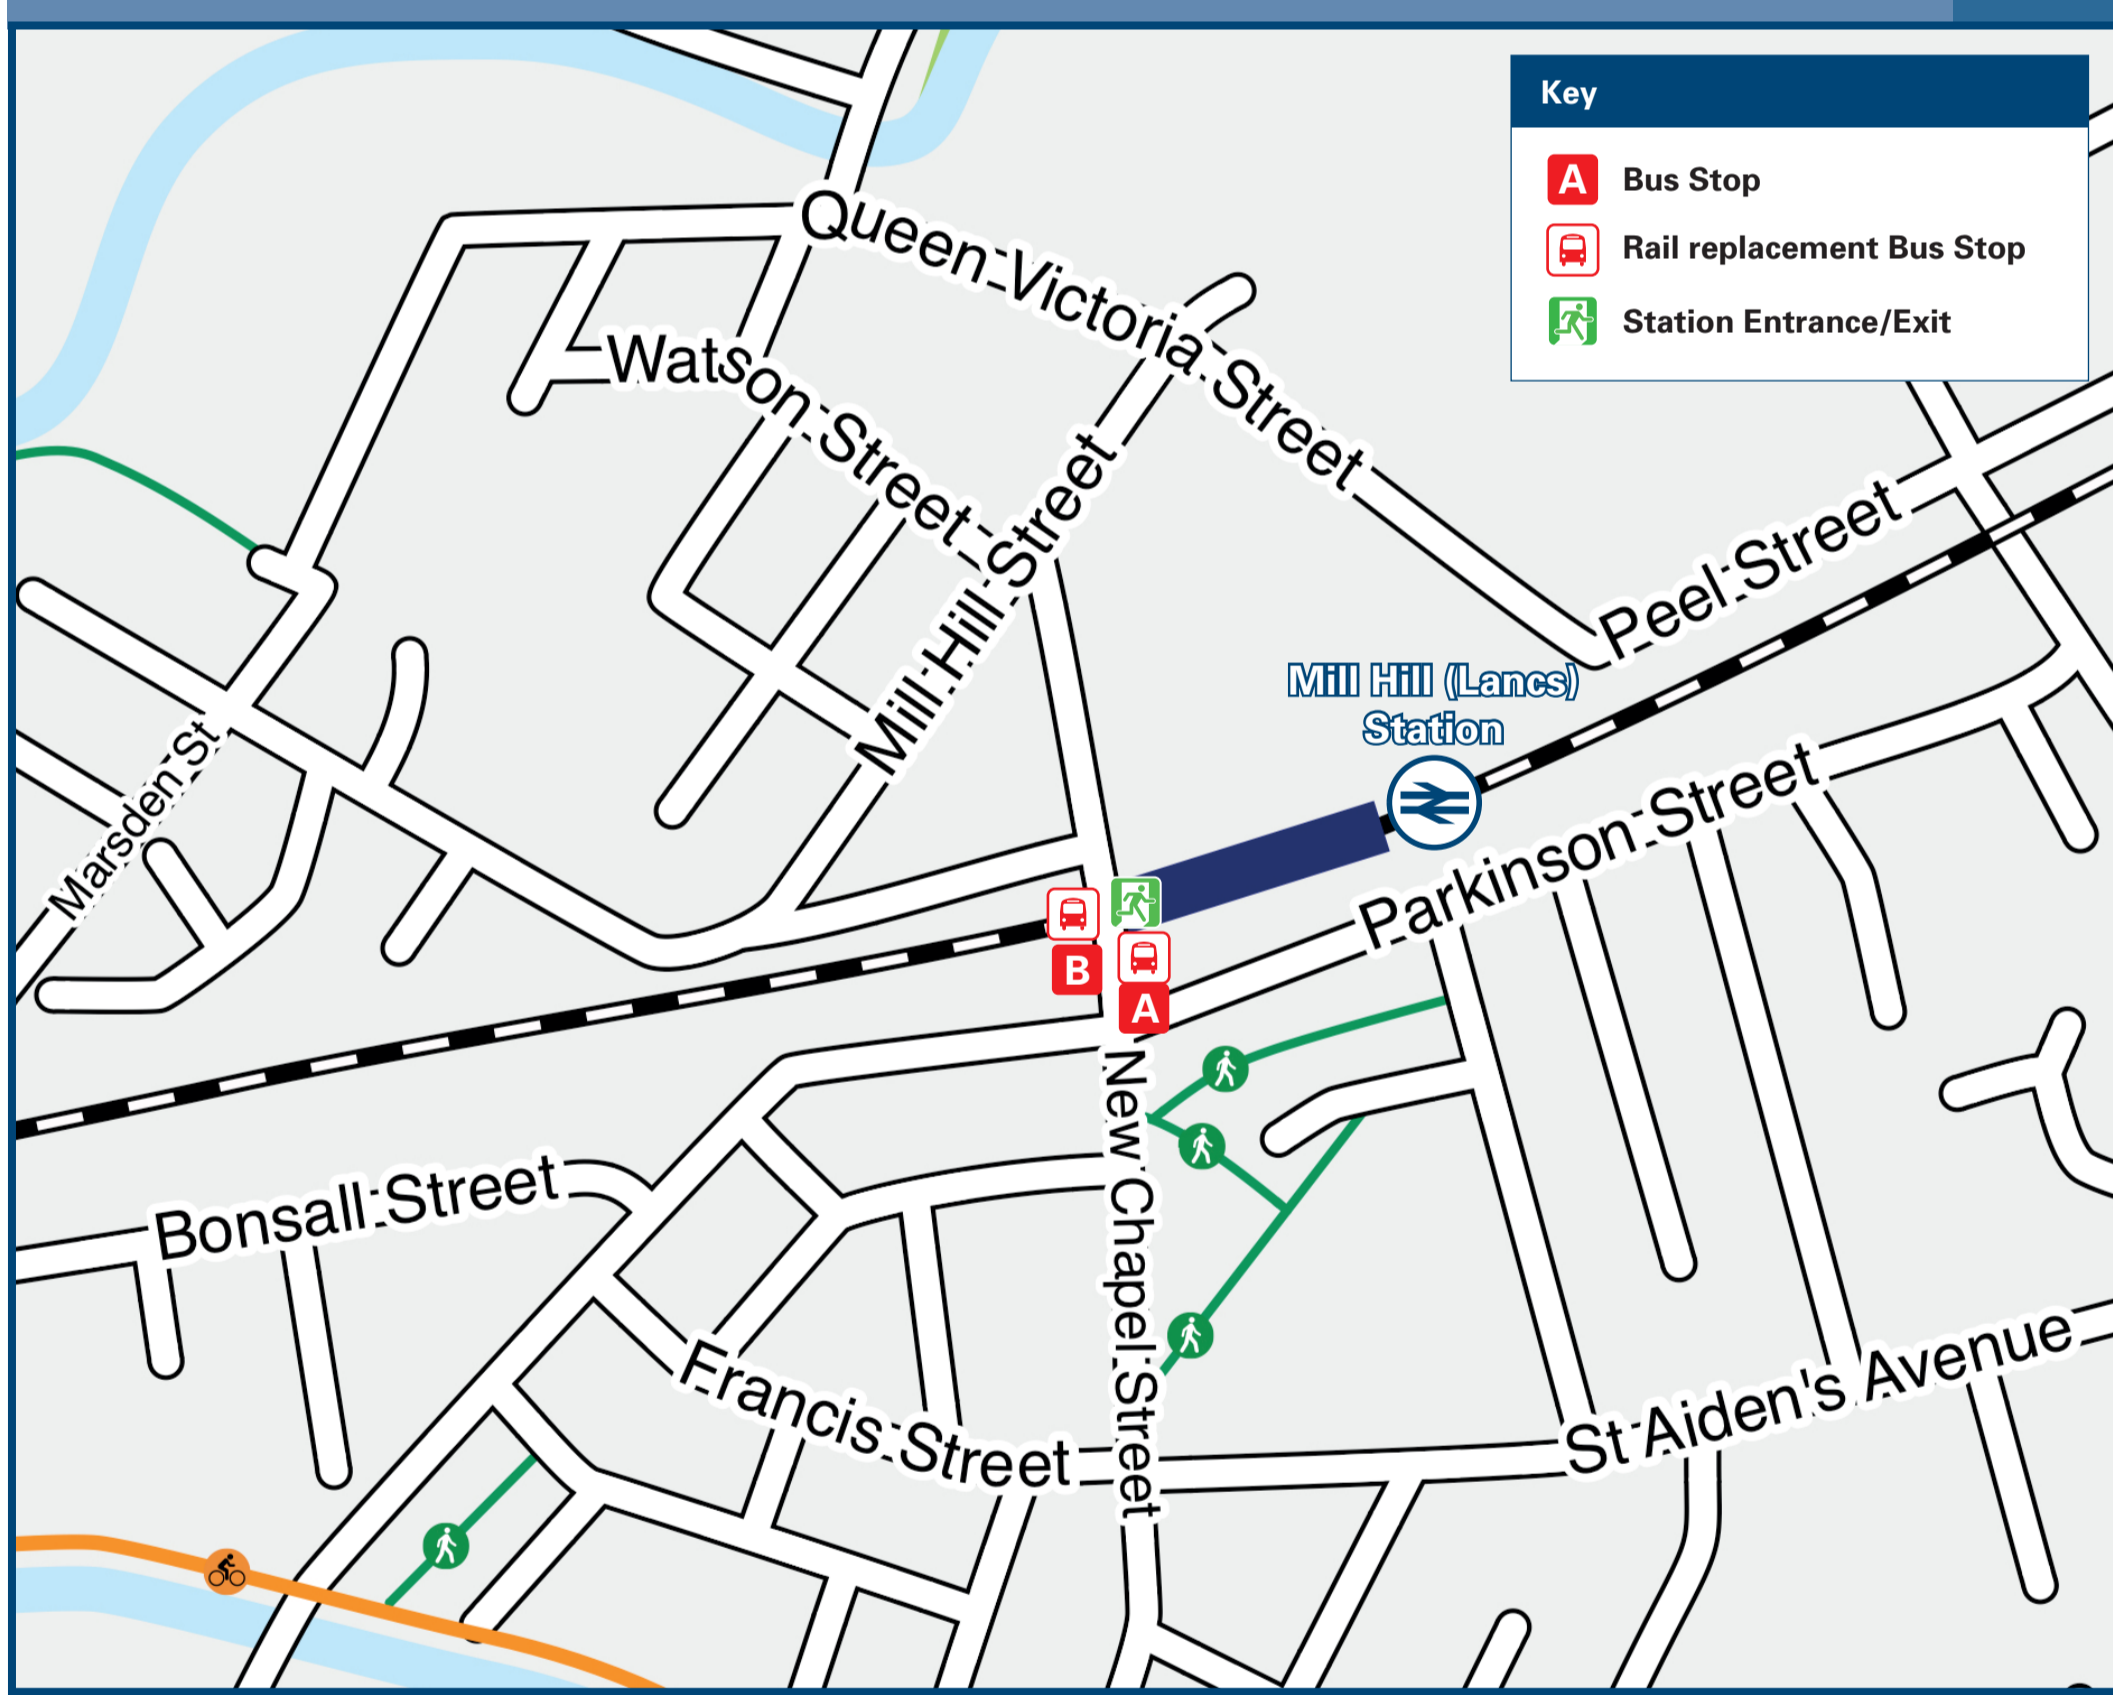 Key
A Bus Stop
Rail replacement Bus Stop
Station Entrance/Exit
Queen Victoria Street
Watson Street
Mill Hill Street
Peel Street
Mill Hill (Lancs)
Station
Marsden St
Parkinson Street
B
A
New Chapel Street
Bonsall Street
Francis Street
St Aiden's Avenue